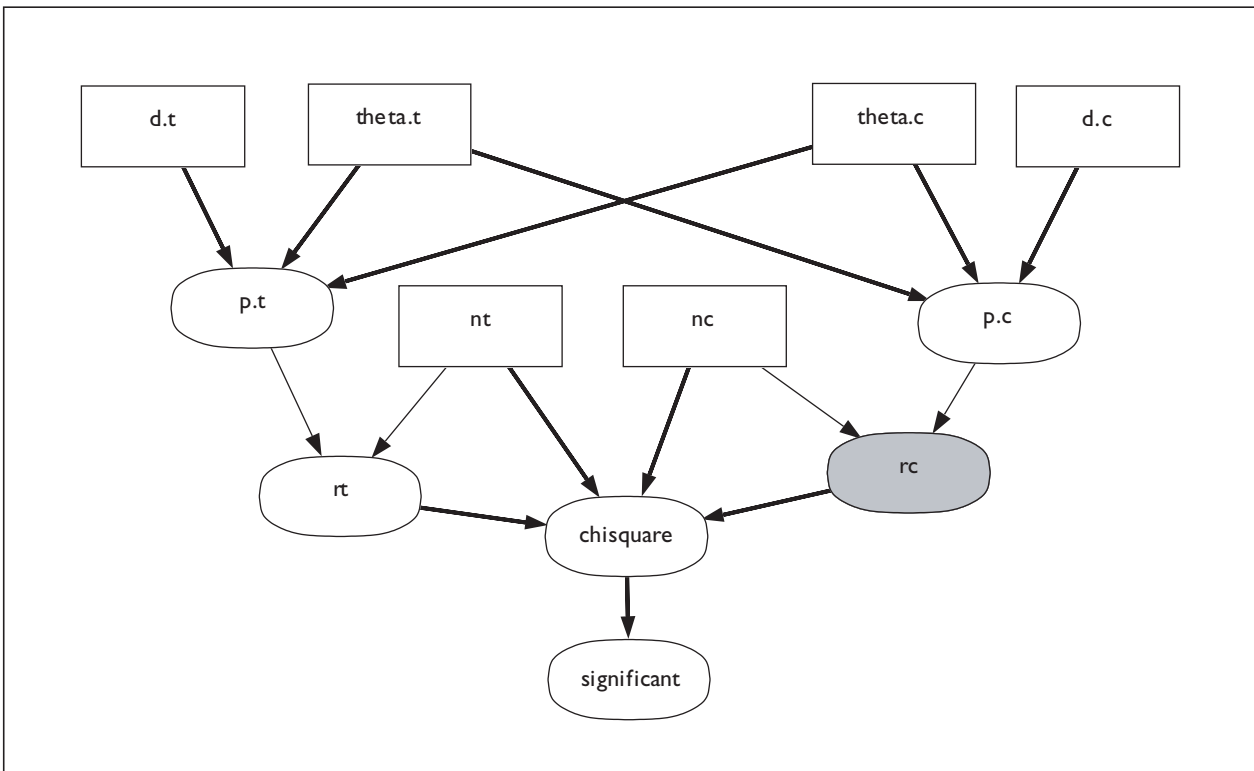 d.t
theta.t
theta.c
d.c
p.t
nt
nc
p.c
rt
rc
chisquare
significant